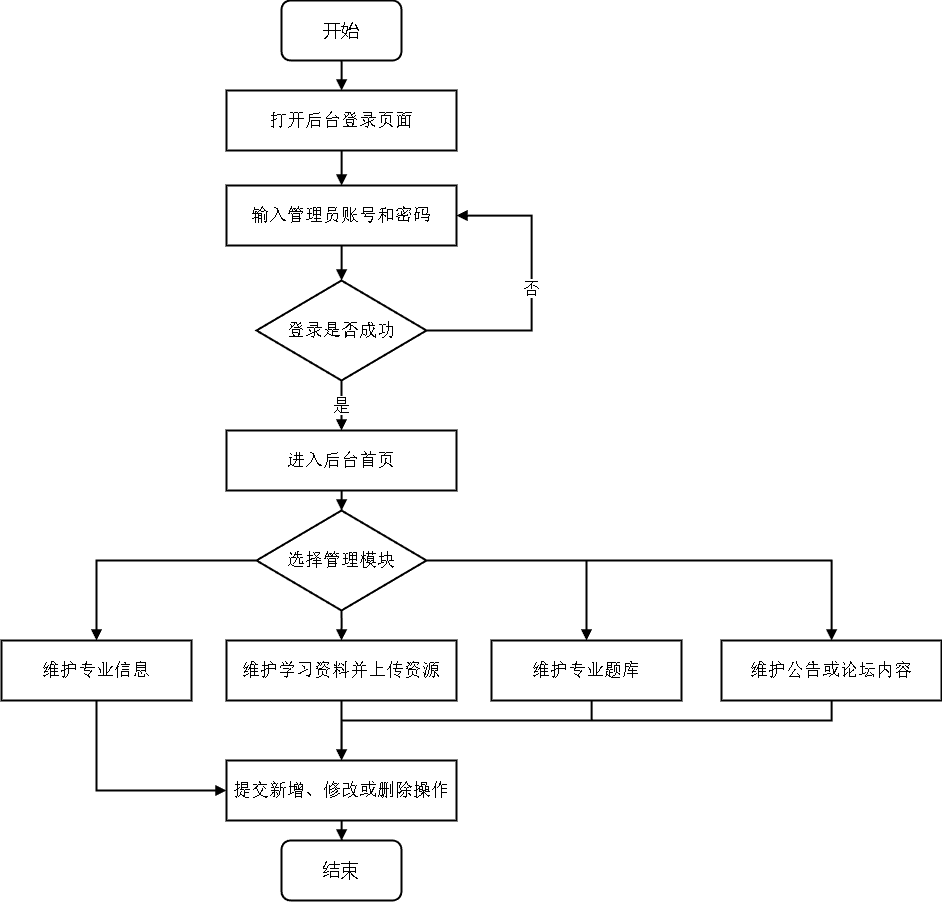 开始
打开后台登录页面
输入管理员账号和密码
否
登录是否成功
是
进入后台首页
选择管理模块
维护专业信息
维护学习资料并上传资源
维护专业题库
维护公告或论坛内容
提交新增、修改或删除操作
结束